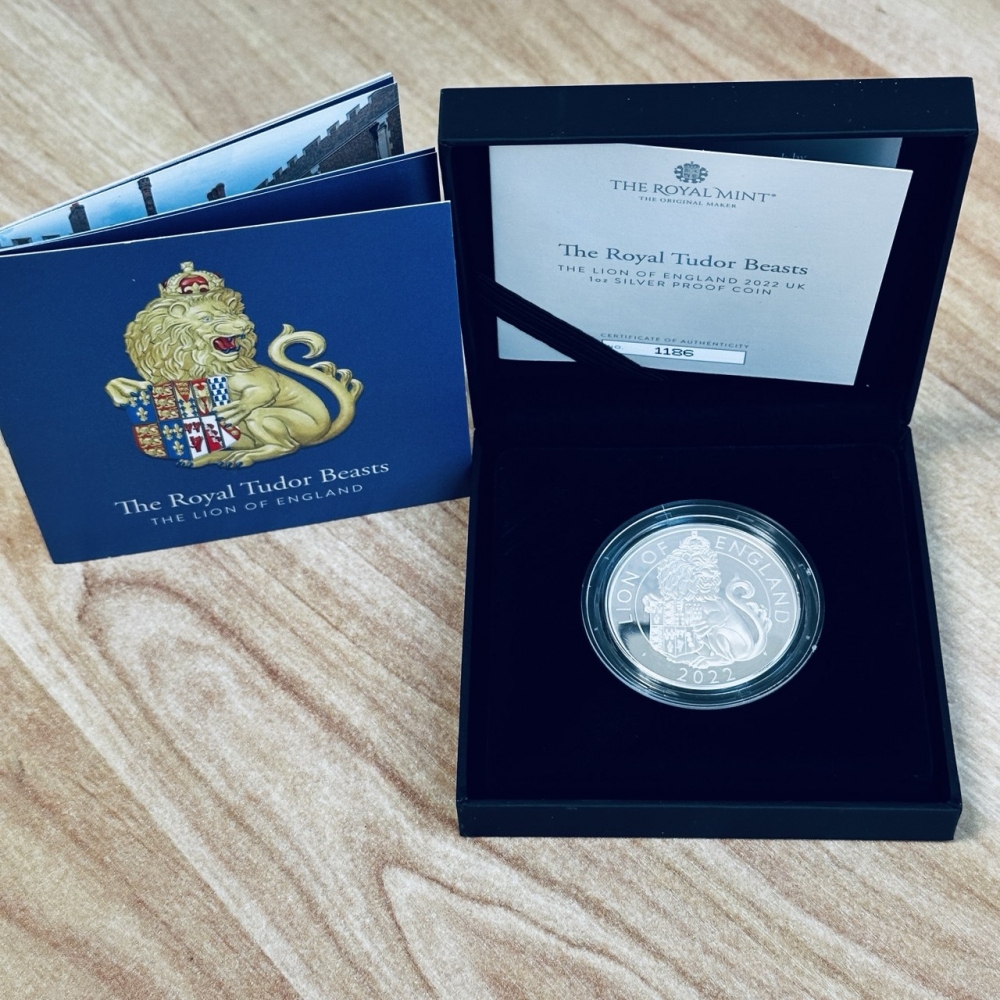 The Royal Tudor Beasts
THE LION OF ENGLAND
THE ROYAL MINT®
THE ORIGINAL MAKER
The Royal Tudor Beasts
THE LION OF ENGLAND 2022 UK
1oz SILVER PROOF COIN
CERTIFICATE OF AUTHENTICITY
NO 1186
LION OF ENGLAND
2022